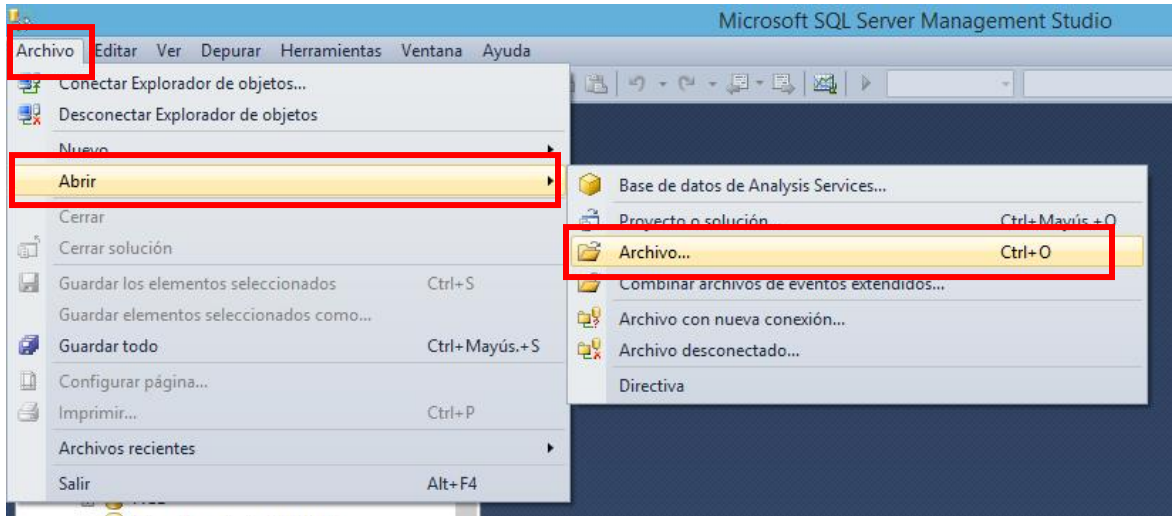 Microsoft SQL Server Management Studio
Archivo Editar Ver Depurar Herramientas Ventana Ayuda
Conectar Explorador de objetos...
Desconectar Explorador de objetos
Nuevo
Abrir
Cerrar
Cerrar solución
Guardar los elementos seleccionados Ctrl+S
Guardar elementos seleccionados como...
Guardar todo Ctrl+Mayús.+S
Configurar página...
Imprimir... Ctrl+P
Archivos recientes
Salir Alt+F4
Base de datos de Analysis Services...
Proyecto o solución... Ctrl+Mayús.+O
Archivo... Ctrl+O
Combinar archivos de eventos extendidos...
Archivo con nueva conexión...
Archivo desconectado...
Directiva